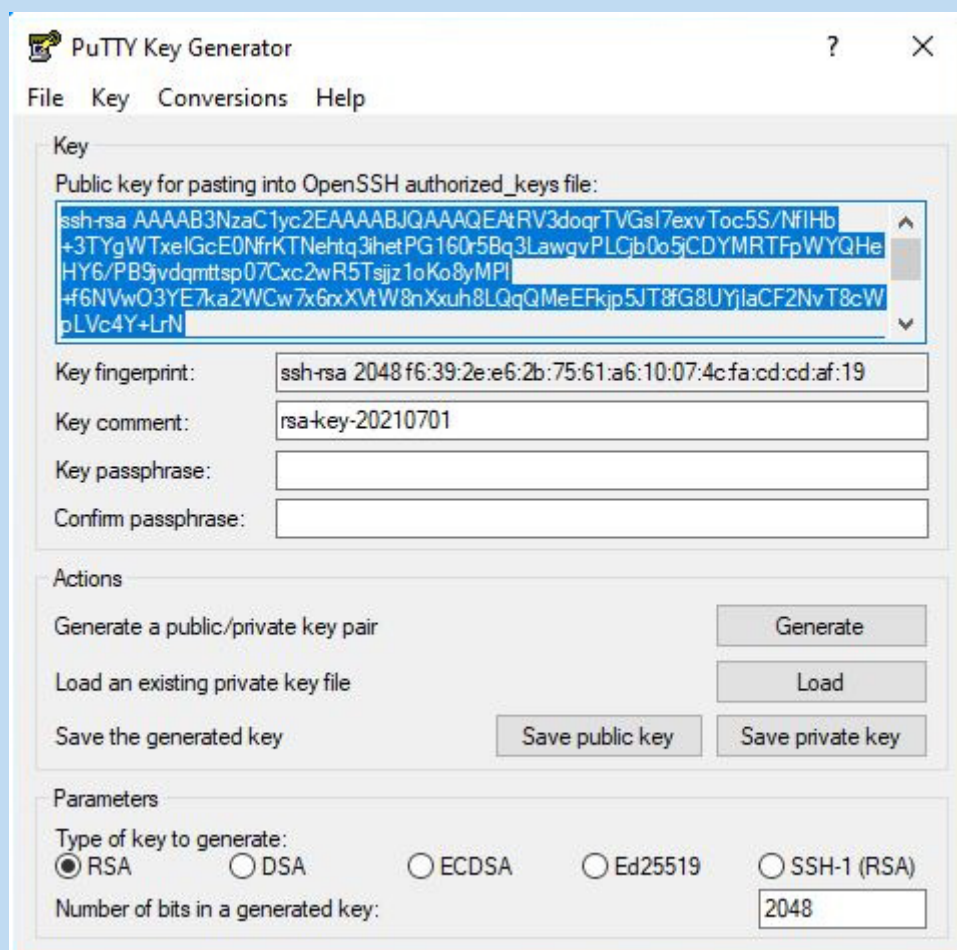 PuTTY Key Generator
? ×
File Key Conversions Help
Key
Public key for pasting into OpenSSH authorized_keys file:
ssh-rsa AAAAB3NzaC1yc2EAAAABJQAAAQEAtRV3doqrTVGsI7exvToc5S/NfIHb
+3TYgWTxeIGcE0NfrKTNehtq3ihetPG160r5Bq3LawgvPLCjb0o5jCDYMRTFpWYQHe
HY6/PB9jvdqmttsp07Cxc2wR5Tsjjz1oKo8yMPI
+f6NVwO3YE7ka2WCw7x6rxXVtW8nXxuh8LQqQMeEFkjp5JT8fG8UYjlaCF2NvT8cW
pLVc4Y+LrN
Key fingerprint: ssh-rsa 2048 f6:39:2e:e6:2b:75:61:a6:10:07:4c:fa:cd:cd:af:19
Key comment: rsa-key-20210701
Key passphrase:
Confirm passphrase:
Actions
Generate a public/private key pair Generate
Load an existing private key file Load
Save the generated key Save public key Save private key
Parameters
Type of key to generate:
RSA DSA ECDSA Ed25519 SSH-1 (RSA)
Number of bits in a generated key: 2048